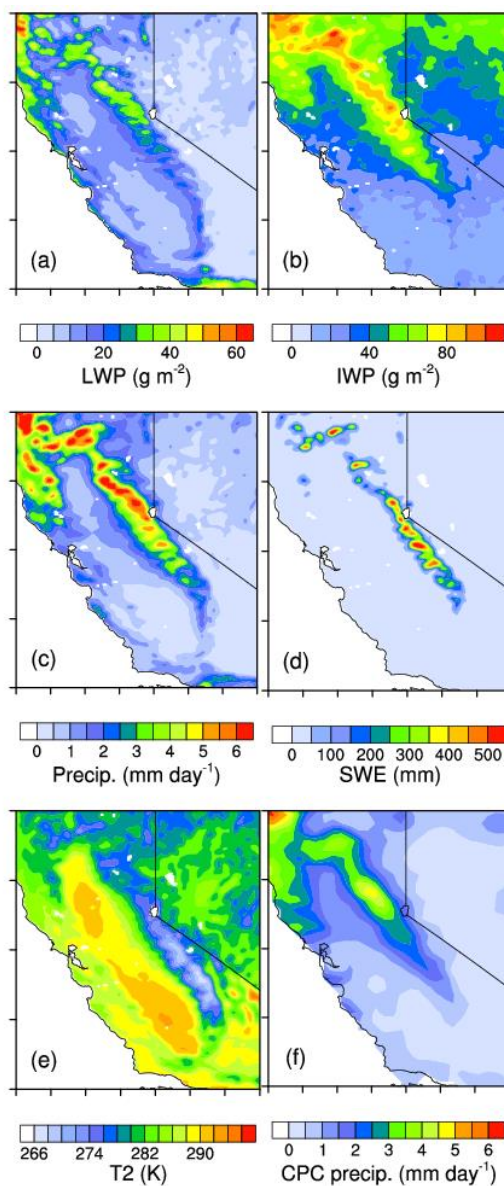 (a)
(b)
0 20 40 60
LWP (g m⁻²)
0 40 80
IWP (g m⁻²)
(c)
(d)
0 1 2 3 4 5 6
Precip. (mm day⁻¹)
0 100 200 300 400 500
SWE (mm)
(e)
(f)
266 274 282 290
T2 (K)
0 1 2 3 4 5 6
CPC precip. (mm day⁻¹)